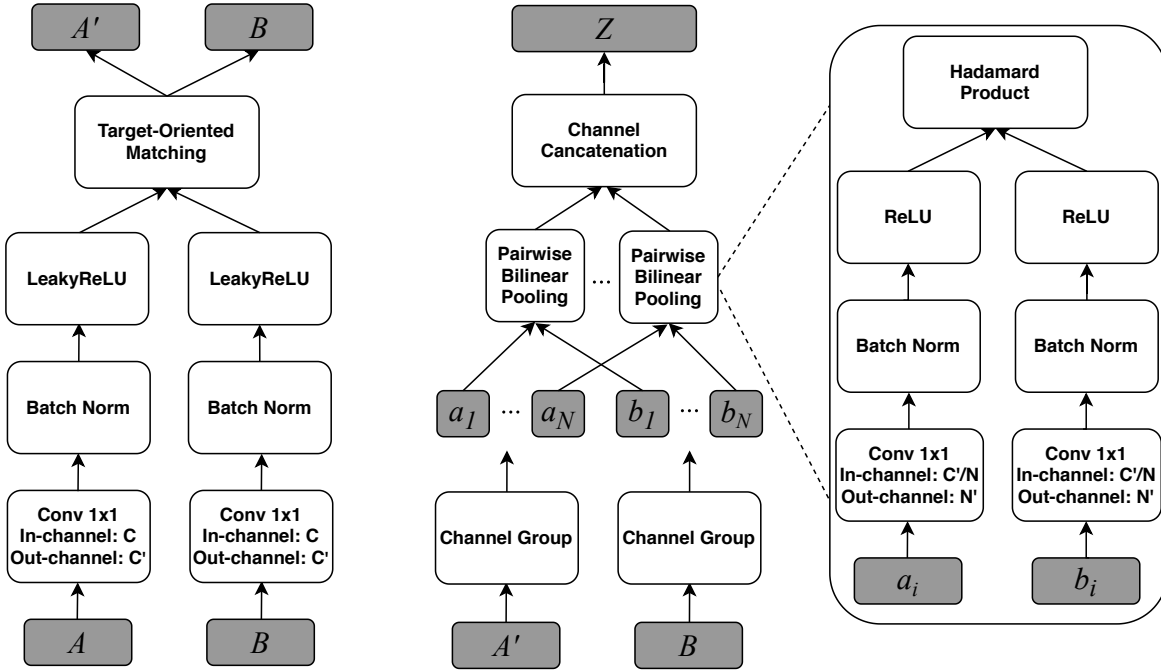 A'
B
Target-Oriented
Matching
LeakyReLU
LeakyReLU
Batch Norm
Batch Norm
Conv 1x1
In-channel: C
Out-channel: C'
Conv 1x1
In-channel: C
Out-channel: C'
A
B
Z
Channel
Cancatenation
Pairwise
Bilinear
Pooling
...
Pairwise
Bilinear
Pooling
a1 ... aN
b1 ... bN
Channel Group
Channel Group
A'
B
Hadamard
Product
ReLU
ReLU
Batch Norm
Batch Norm
Conv 1x1
In-channel: C'/N
Out-channel: N'
Conv 1x1
In-channel: C'/N
Out-channel: N'
ai
bi